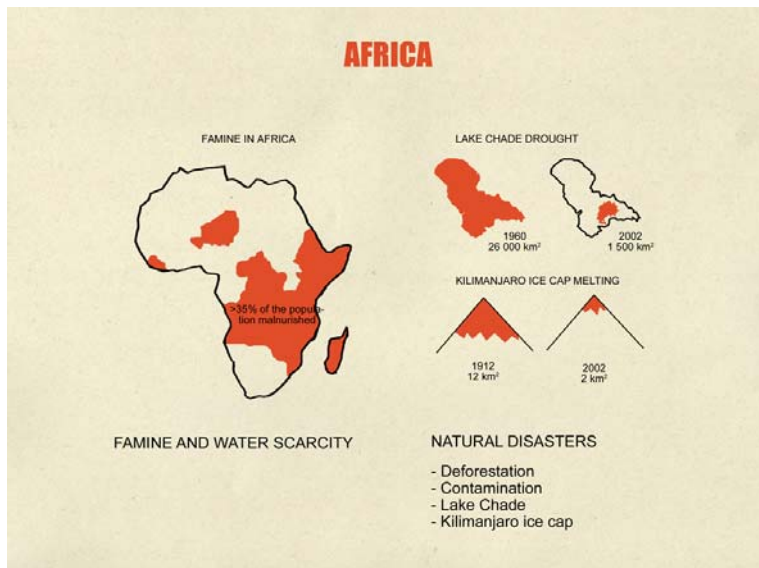 AFRICA
FAMINE IN AFRICA
>35% of the popula-
tion malnurished
FAMINE AND WATER SCARCITY
LAKE CHADE DROUGHT
1960
26 000 km²
2002
1 500 km²
KILIMANJARO ICE CAP MELTING
1912
12 km²
2002
2 km²
NATURAL DISASTERS
- Deforestation
- Contamination
- Lake Chade
- Kilimanjaro ice cap